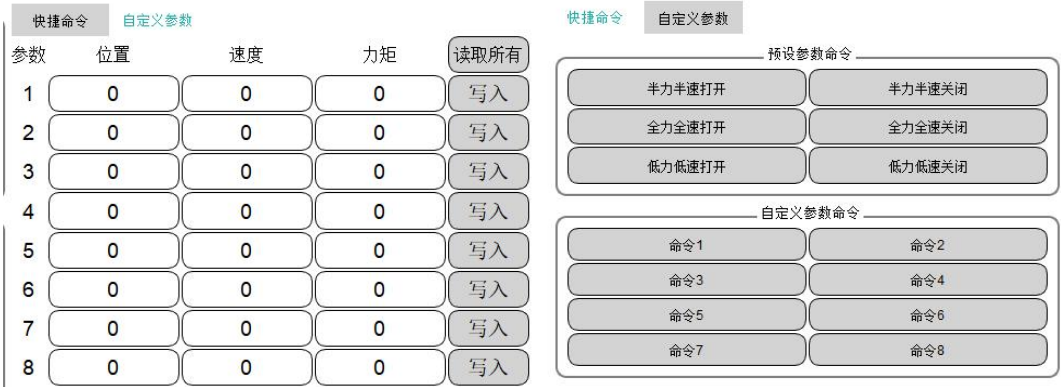 快捷命令 自定义参数
参数 位置 速度 力矩 读取所有
1 0 0 0 写入
2 0 0 0 写入
3 0 0 0 写入
4 0 0 0 写入
5 0 0 0 写入
6 0 0 0 写入
7 0 0 0 写入
8 0 0 0 写入
快捷命令 自定义参数
预设参数命令
半力半速打开 半力半速关闭
全力全速打开 全力全速关闭
低力低速打开 低力低速关闭
自定义参数命令
命令1 命令2
命令3 命令4
命令5 命令6
命令7 命令8